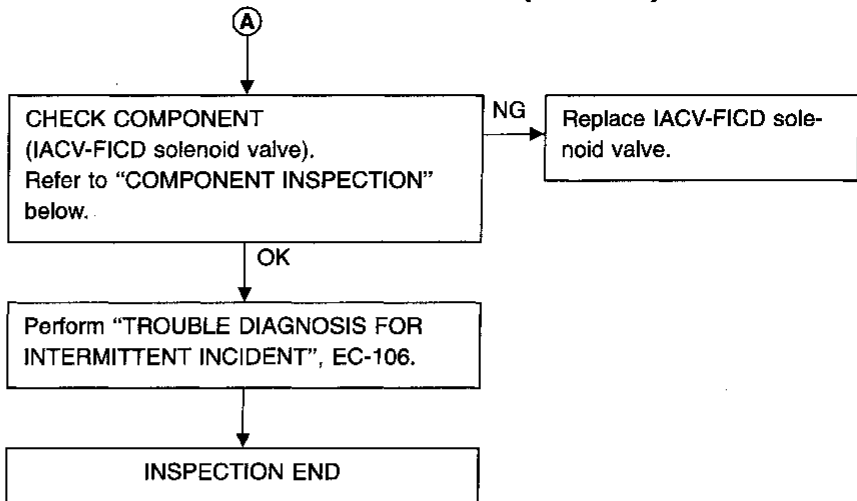 A
CHECK COMPONENT
(IACV-FICD solenoid valve).
Refer to “COMPONENT INSPECTION”
below.
NG
Replace IACV-FICD sole-
noid valve.
OK
Perform “TROUBLE DIAGNOSIS FOR
INTERMITTENT INCIDENT”, EC-106.
INSPECTION END